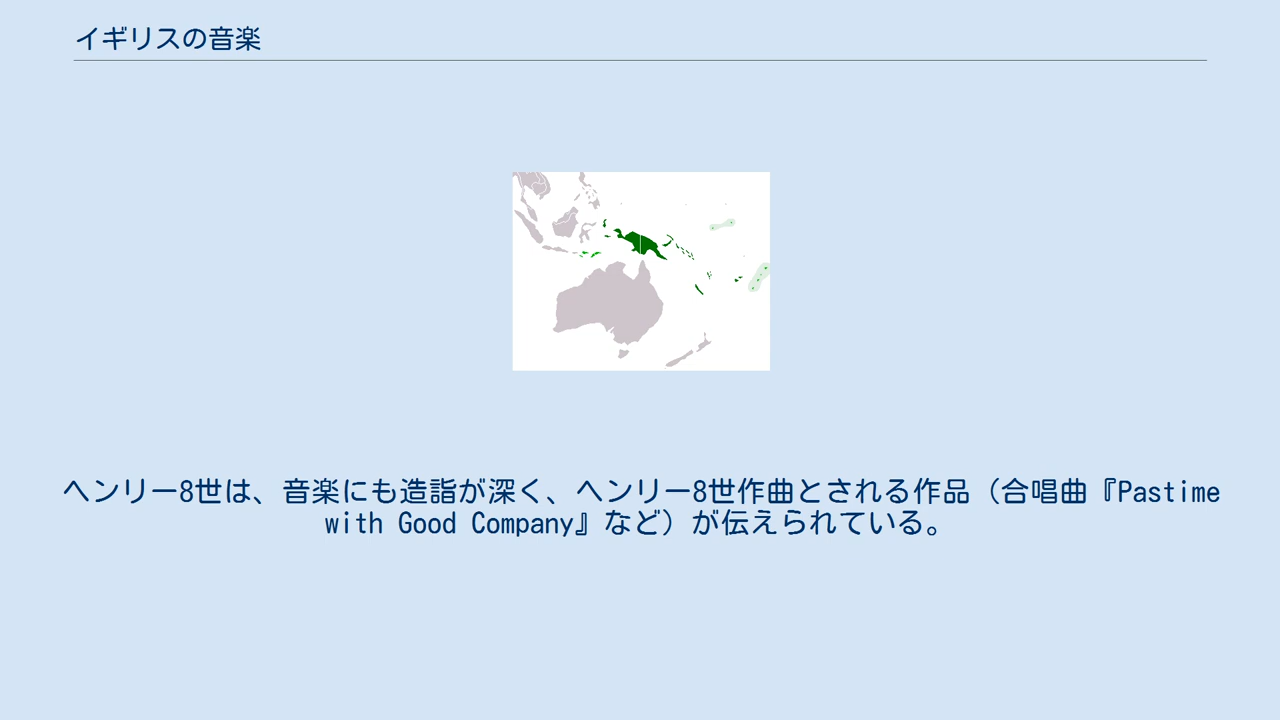 イギリスの音楽
ヘンリー8世は、音楽にも造詣が深く、ヘンリー8世作曲とされる作品（合唱曲『Pastime
with Good Company』など）が伝えられている。